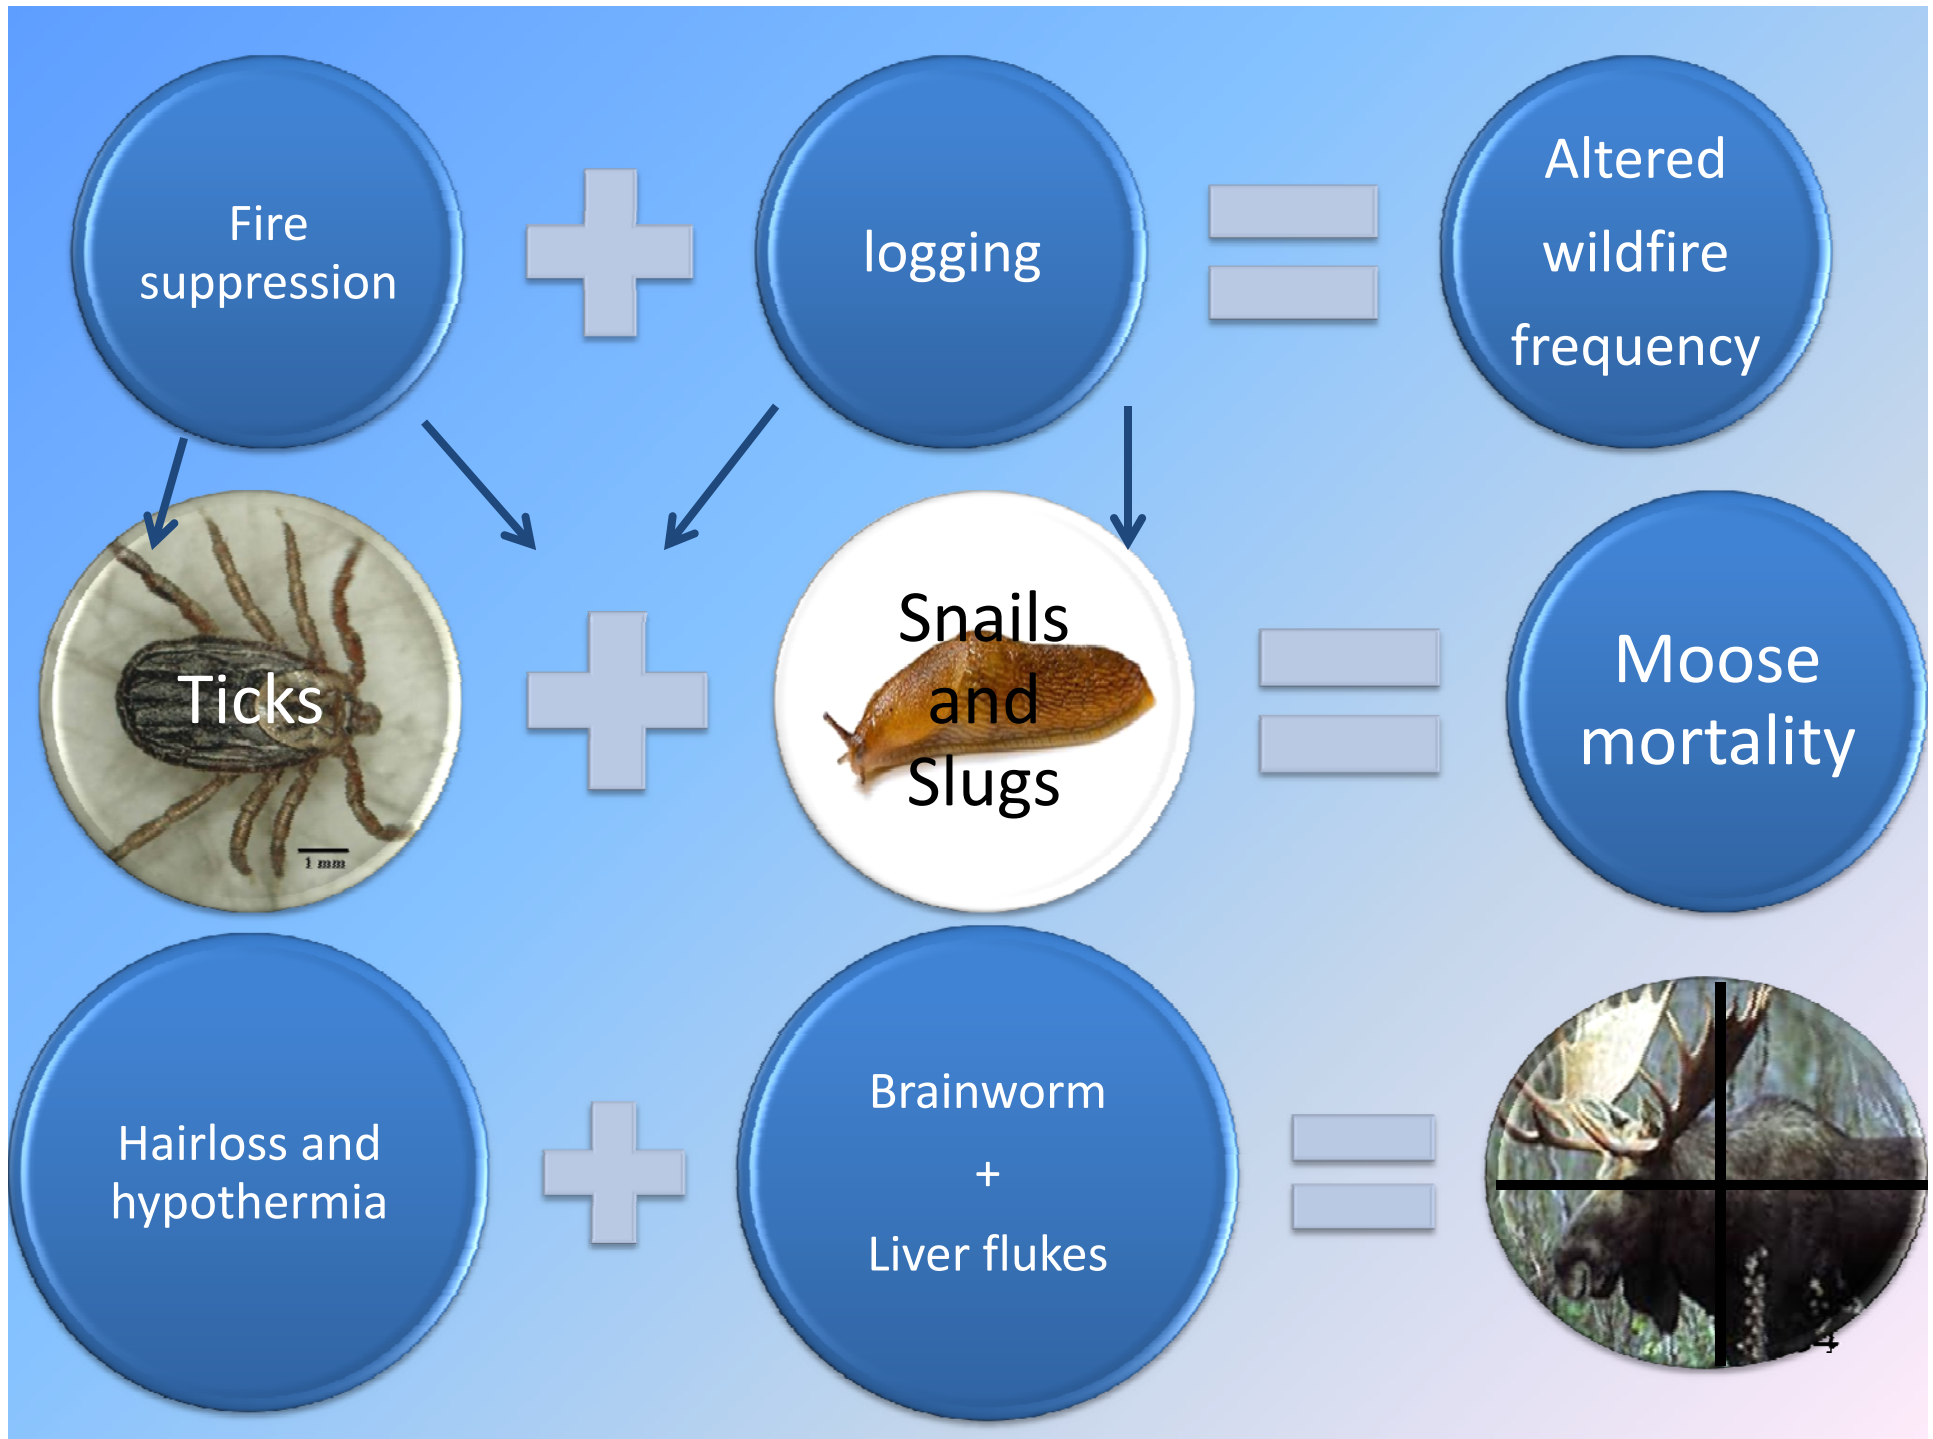 Fire
suppression
logging
Altered
wildfire
frequency
Ticks
1 mm
Snails
and
Slugs
Moose
mortality
Hairloss and
hypothermia
Brainworm
+
Liver flukes
4